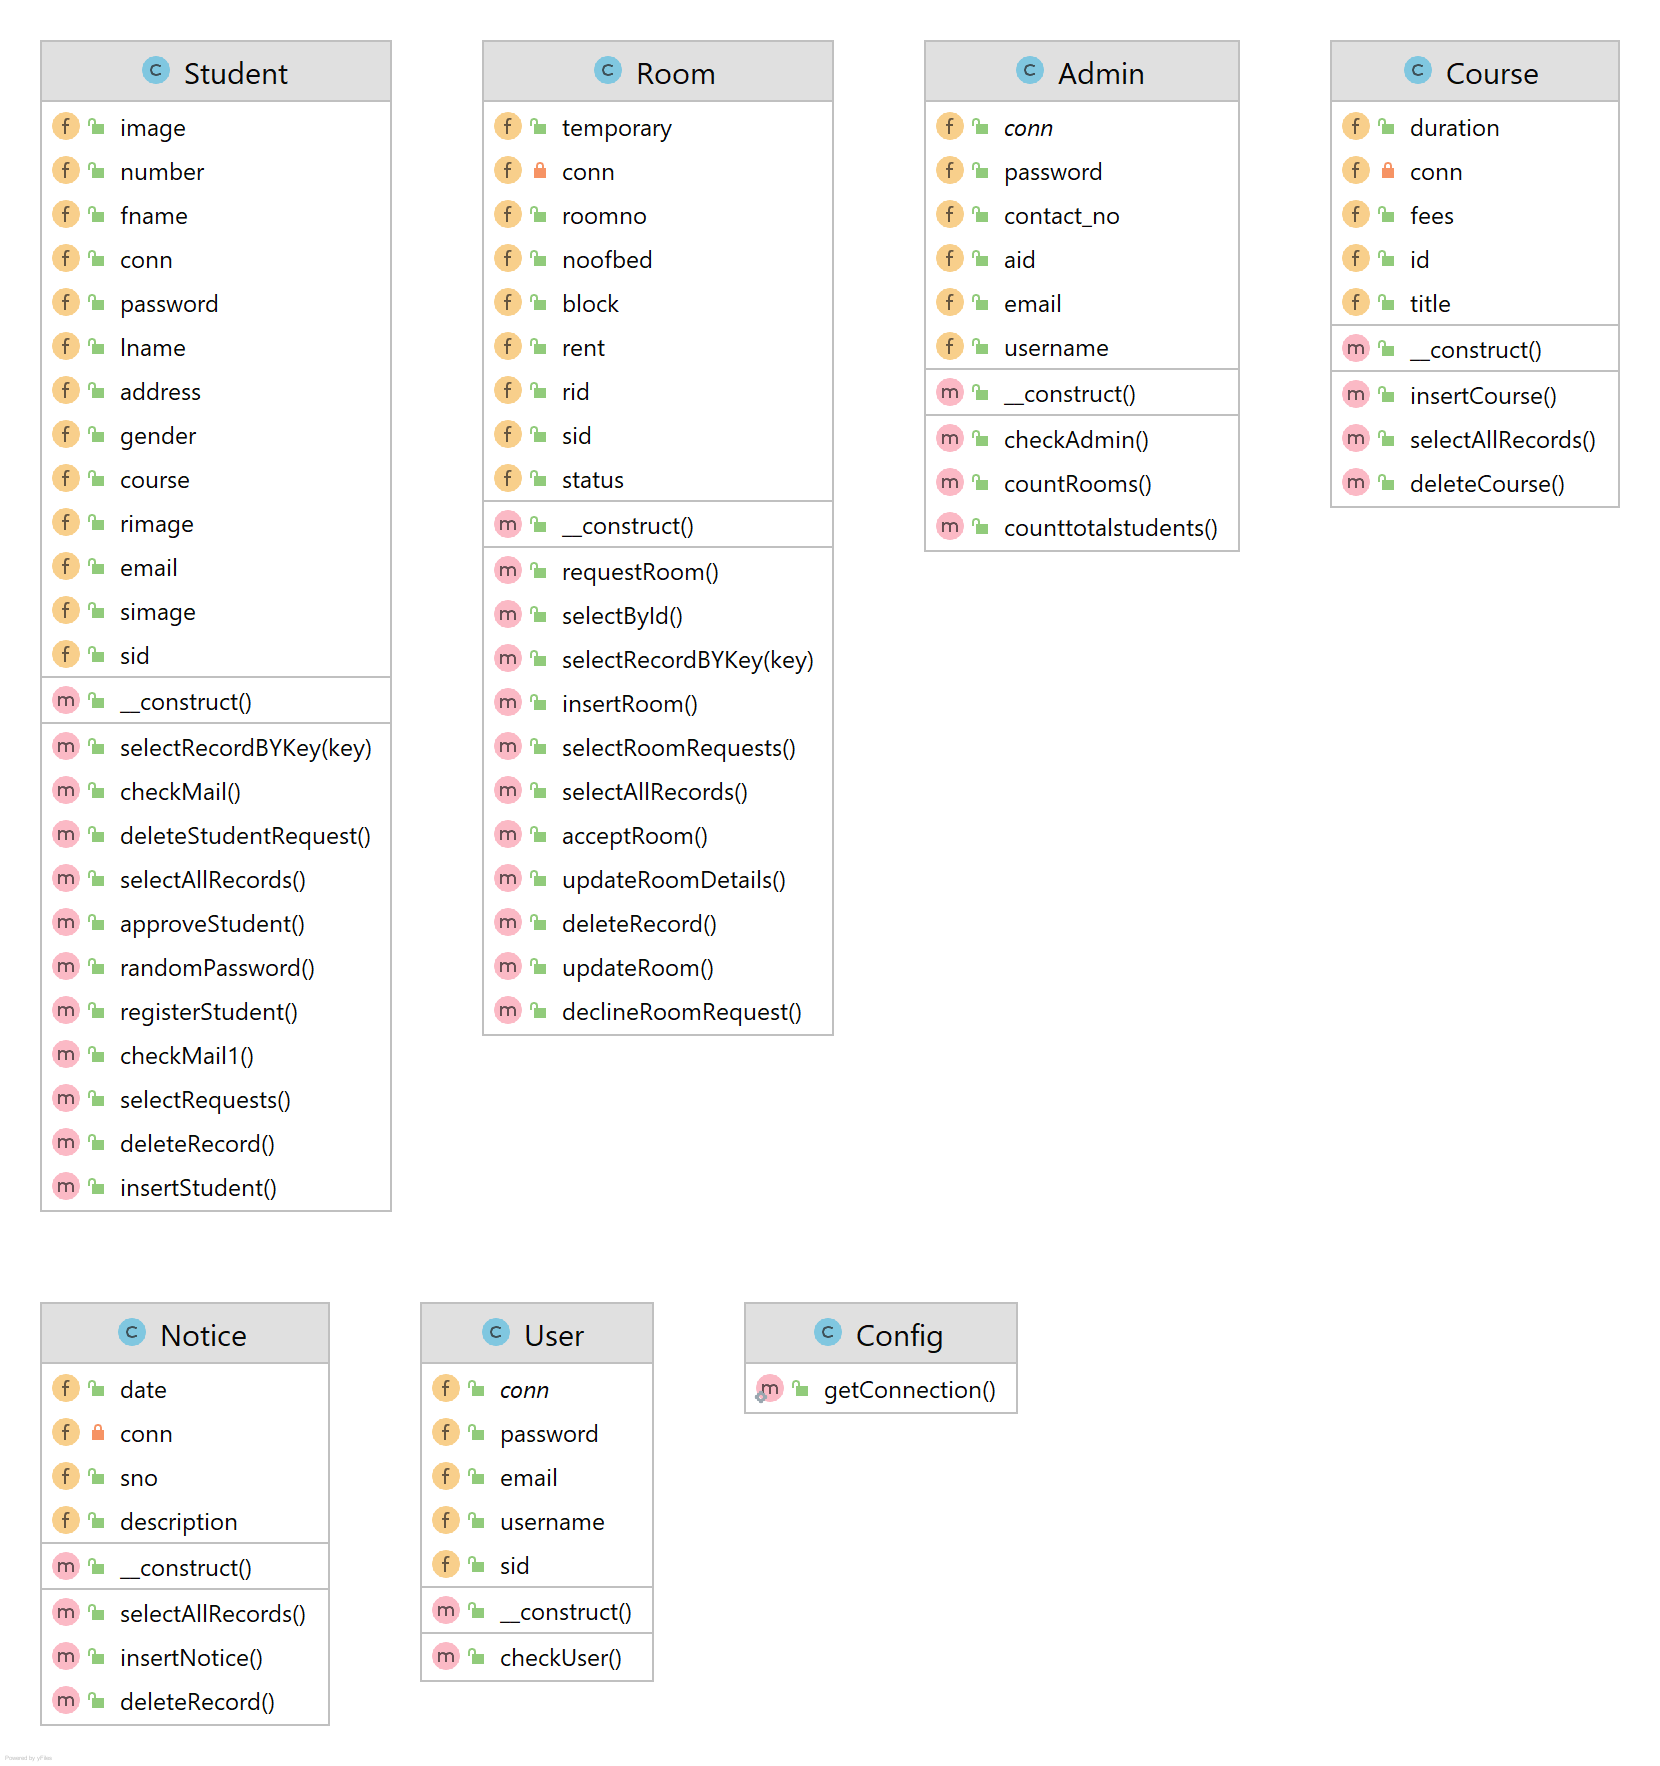 Student
image
number
fname
conn
password
lname
address
gender
course
rimage
email
simage
sid
__construct()
selectRecordBYKey(key)
checkMail()
deleteStudentRequest()
selectAllRecords()
approveStudent()
randomPassword()
registerStudent()
checkMail1()
selectRequests()
deleteRecord()
insertStudent()
Room
temporary
conn
roomno
noofbed
block
rent
rid
sid
status
__construct()
requestRoom()
selectById()
selectRecordBYKey(key)
insertRoom()
selectRoomRequests()
selectAllRecords()
acceptRoom()
updateRoomDetails()
deleteRecord()
updateRoom()
declineRoomRequest()
Admin
conn
password
contact_no
aid
email
username
__construct()
checkAdmin()
countRooms()
counttotalstudents()
Course
duration
conn
fees
id
title
__construct()
insertCourse()
selectAllRecords()
deleteCourse()
Notice
date
conn
sno
description
__construct()
selectAllRecords()
insertNotice()
deleteRecord()
User
conn
password
email
username
sid
__construct()
checkUser()
Config
getConnection()
Powered by yFiles